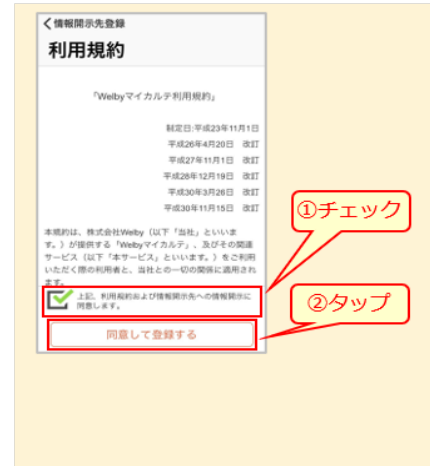 く情報開示先登録
利用規約
「Welbyマイカルテ利用規約」
制定日:平成23年11月1日
平成26年4月20日 改訂
平成27年11月1日 改訂
平成28年12月19日 改訂
平成30年3月26日 改訂
平成30年11月15日 改訂
本規約は、株式会社Welby（以下「当社」といいま
す。）が提供する「Welbyマイカルテ」、及びその関連
サービス（以下「本サービス」といいます。）をご利用
いただく際の利用者と、当社との一切の関係に適用され
ます。
上記、利用規約および情報開示先への情報開示に
同意します。
同意して登録する
①チェック
②タップ